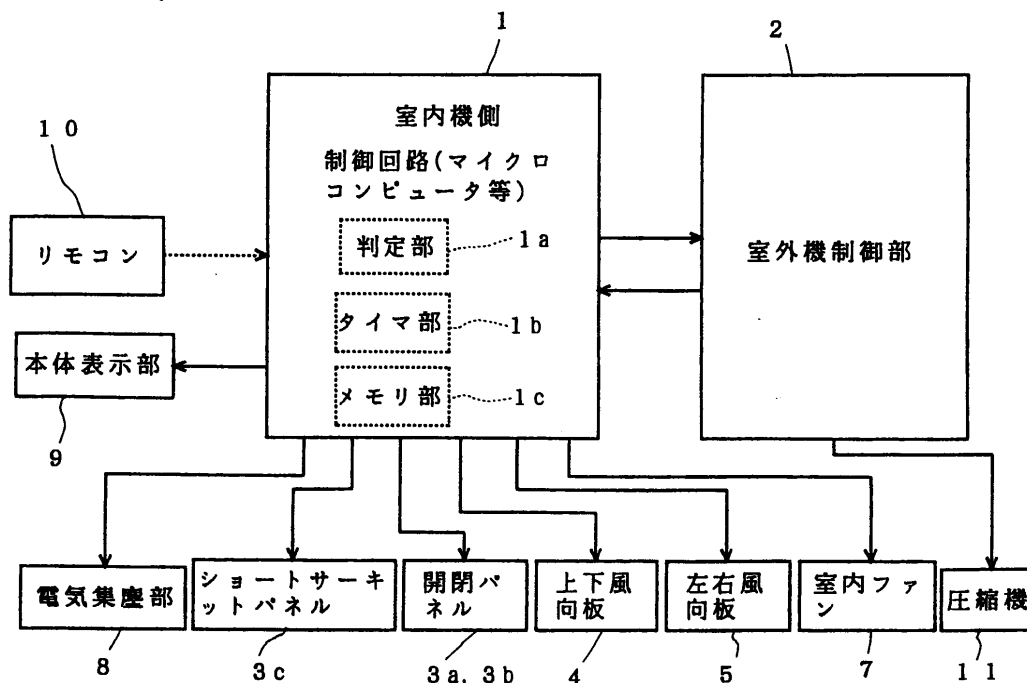 1
2
室内機側
制御回路(マイクロ
コンピュータ等)
10
リモコン
判定部
1a
室外機制御部
タイマ部
1b
本体表示部
メモリ部
1c
9
電気集塵部
ショートサーキ
ットパネル
開閉パ
ネル
上下風
向板
左右風
向板
室内ファ
ン
圧縮機
8
3c
3a, 3b
4
5
7
11